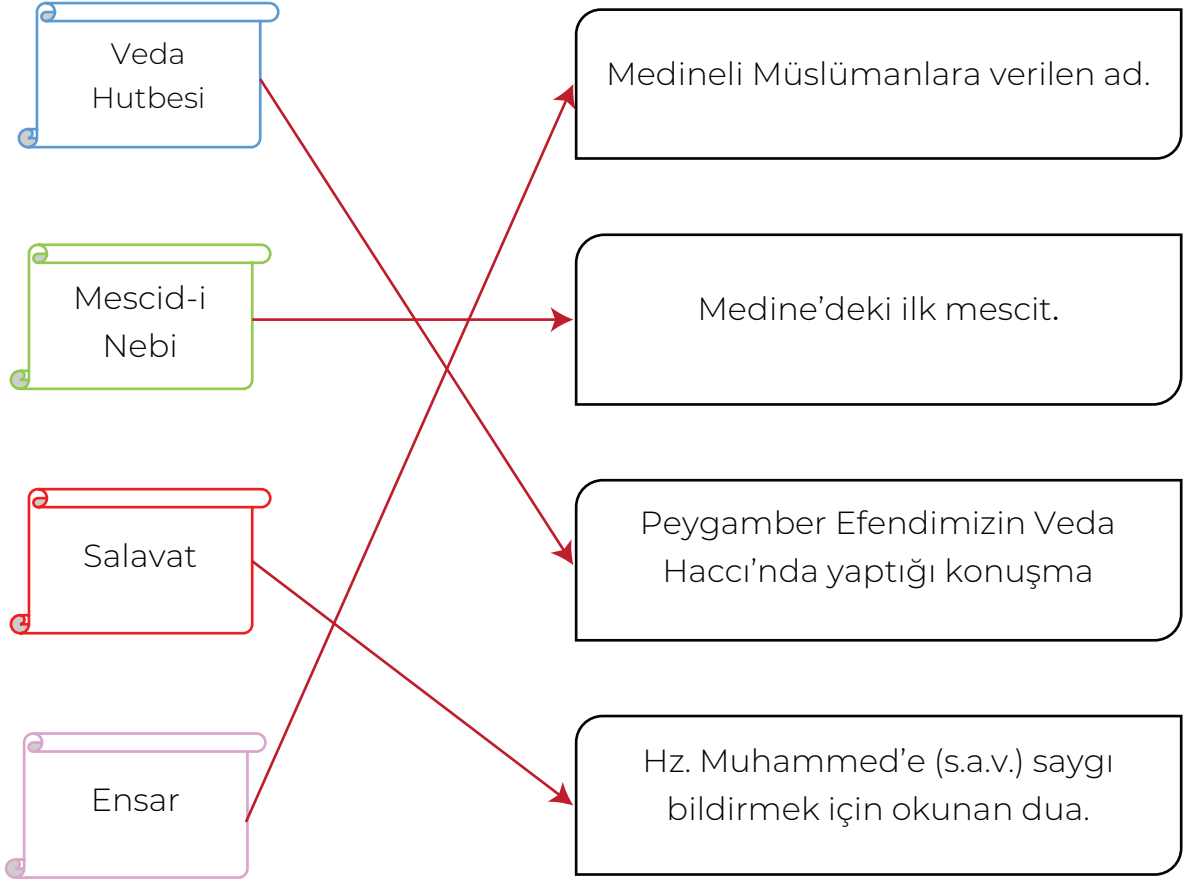 Veda
Hutbesi
Medineli Müslümanlara verilen ad.
Mescid-i
Nebi
Medine’deki ilk mescit.
Salavat
Peygamber Efendimizin Veda
Haccı’nda yaptığı konuşma
Ensar
Hz. Muhammed’e (s.a.v.) saygı
bildirmek için okunan dua.